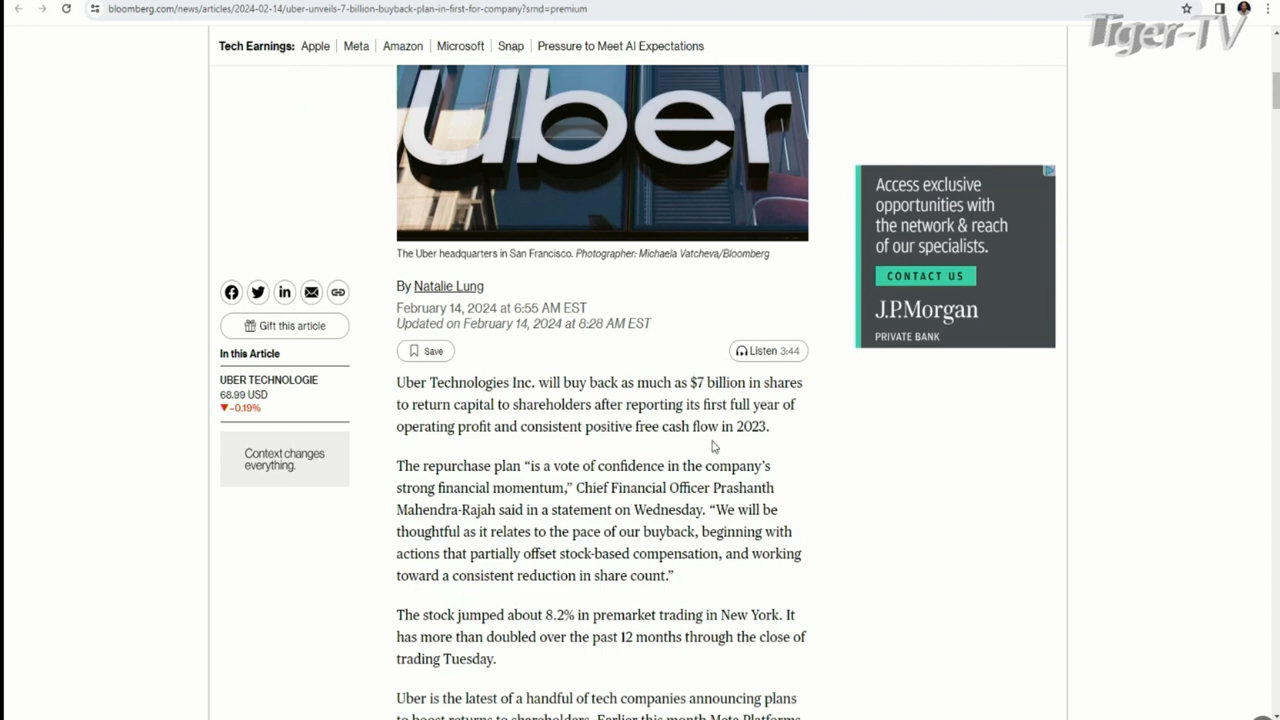 bloomberg.com/news/articles/2024-02-14/uber-unveils-7-billion-buyback-plan-in-first-for-company?srnd=premium
Tiger-TV
Tech Earnings: Apple | Meta | Amazon | Microsoft | Snap | Pressure to Meet AI Expectations
Uber
The Uber headquarters in San Francisco. Photographer: Michaela Vatcheva/Bloomberg
By Natalie Lung
February 14, 2024 at 6:55 AM EST
Updated on February 14, 2024 at 8:28 AM EST
Gift this article
Save
Listen 3:44
In this Article
UBER TECHNOLOGIE
68.99 USD
▼-0.19%
Context changes
everything.
Uber Technologies Inc. will buy back as much as $7 billion in shares
to return capital to shareholders after reporting its first full year of
operating profit and consistent positive free cash flow in 2023.
The repurchase plan “is a vote of confidence in the company’s
strong financial momentum,” Chief Financial Officer Prashanth
Mahendra-Rajah said in a statement on Wednesday. “We will be
thoughtful as it relates to the pace of our buyback, beginning with
actions that partially offset stock-based compensation, and working
toward a consistent reduction in share count.”
The stock jumped about 8.2% in premarket trading in New York. It
has more than doubled over the past 12 months through the close of
trading Tuesday.
Uber is the latest of a handful of tech companies announcing plans
to boost returns to shareholders. Earlier this month Meta Platforms
Access exclusive
opportunities with
the network & reach
of our specialists.
CONTACT US
J.P.Morgan
PRIVATE BANK